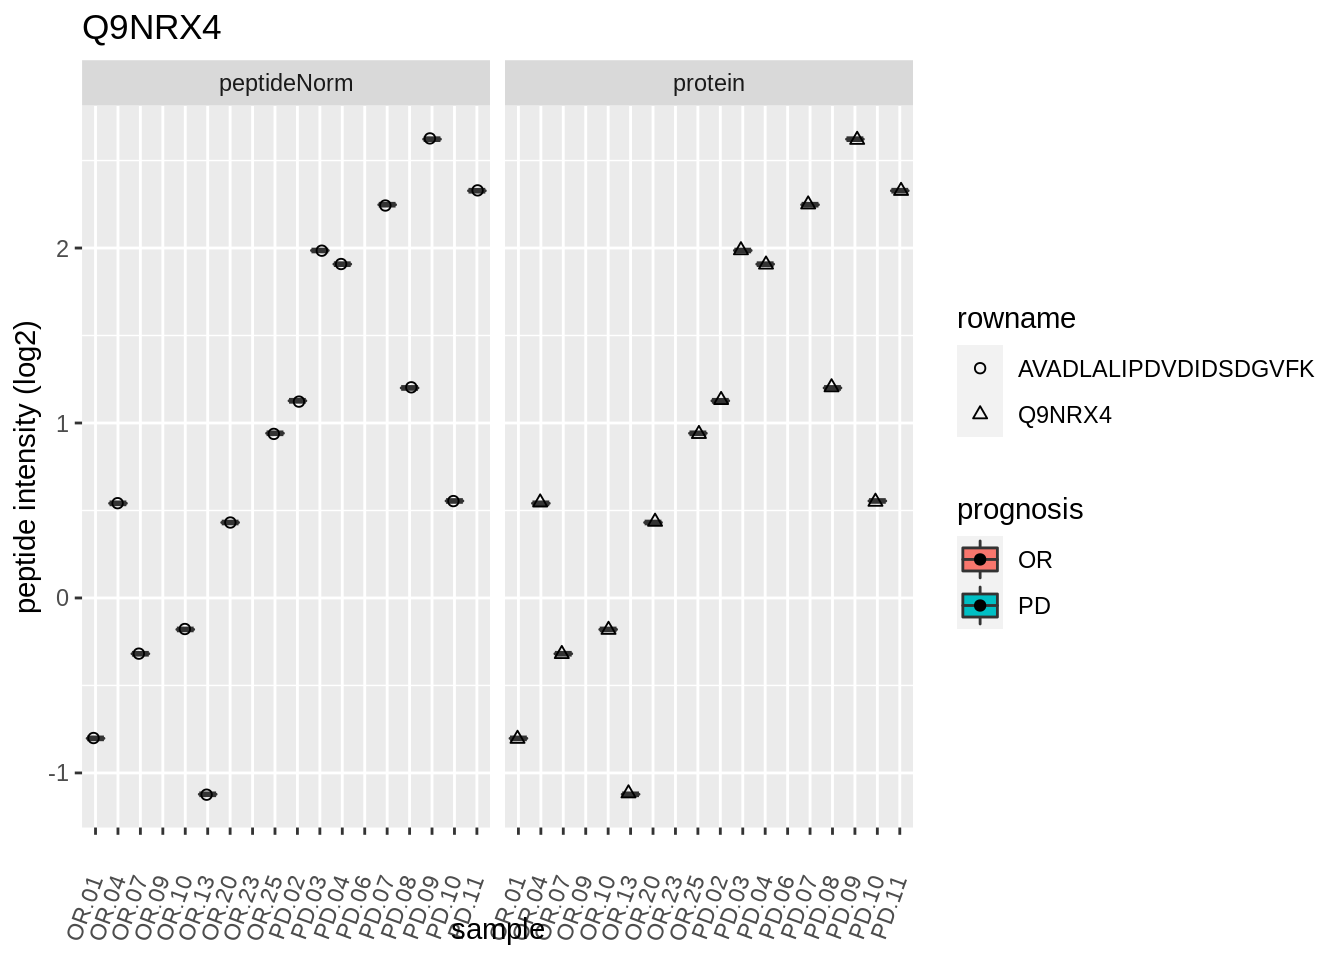 Q9NRX4
peptideNorm
protein
2
1
0
-1
peptide intensity (log2)
OR.01
OR.04
OR.07
OR.09
OR.10
OR.13
OR.20
OR.23
OR.25
PD.02
PD.03
PD.04
PD.06
PD.07
PD.08
PD.09
PD.10
PD.11
OR.01
OR.04
OR.07
OR.09
OR.10
OR.13
OR.20
OR.23
OR.25
PD.02
PD.03
PD.04
PD.06
PD.07
PD.08
PD.09
PD.10
PD.11
sample
rowname
AVADLALIPDVDIDSDGVFK
Q9NRX4
prognosis
OR
PD